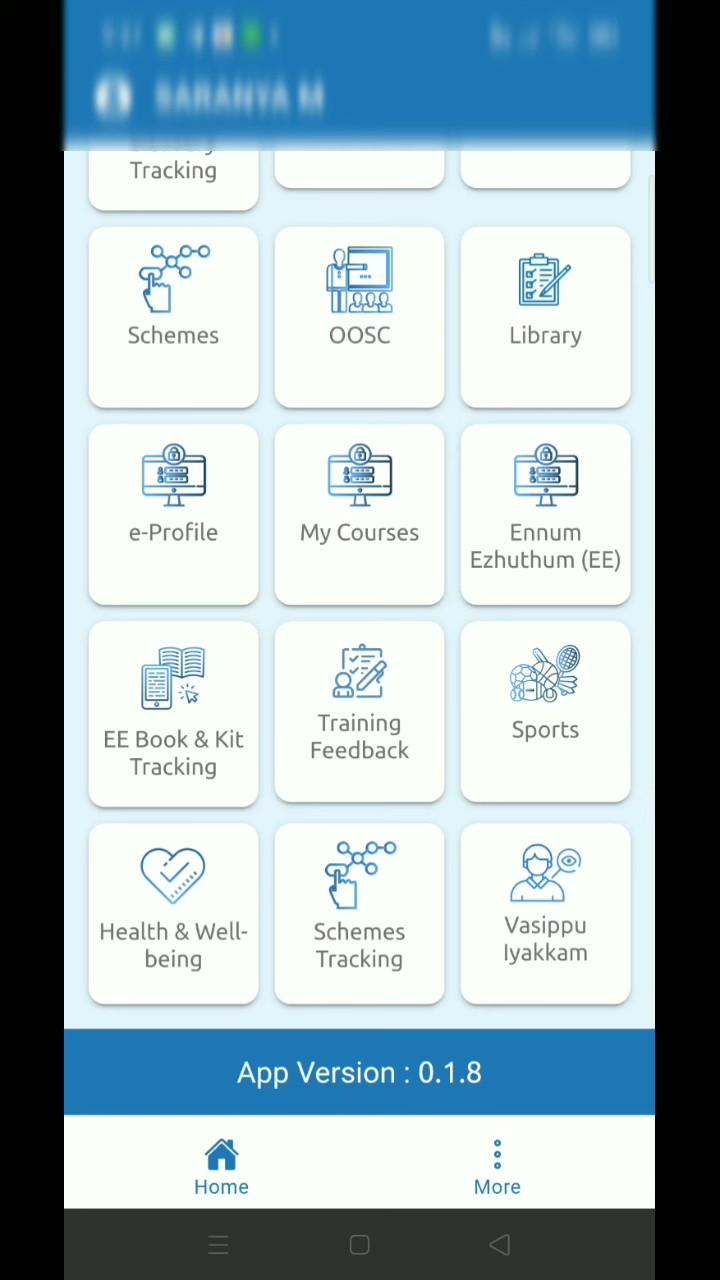 Tracking
Schemes
OOSC
Library
e-Profile
My Courses
Ennum
Ezhuthum (EE)
EE Book & Kit
Tracking
Training
Feedback
Sports
Health & Well-
being
Schemes
Tracking
Vasippu
Iyakkam
App Version : 0.1.8
Home
More